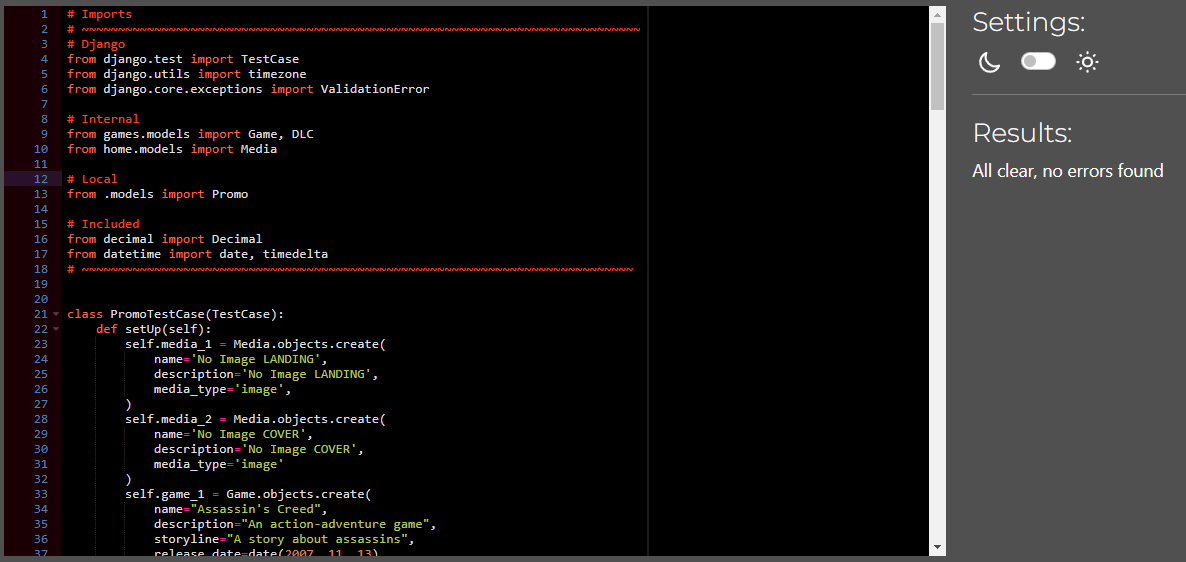 1 # Imports
2 # ~~~~~~~~~~~~~~~~~~~~~~~~~~~~~~~~~~~~~~~~~~~~~~~~~~~~~~~~~~~~~~~~~~~~~~~~~~~~~
3 # Django
4 from django.test import TestCase
5 from django.utils import timezone
6 from django.core.exceptions import ValidationError
7
8 # Internal
9 from games.models import Game, DLC
10 from home.models import Media
11
12 # Local
13 from .models import Promo
14
15 # Included
16 from decimal import Decimal
17 from datetime import date, timedelta
18 # ~~~~~~~~~~~~~~~~~~~~~~~~~~~~~~~~~~~~~~~~~~~~~~~~~~~~~~~~~~~~~~~~~~~~~~~~~~~~
19
20
21 class PromoTestCase(TestCase):
22     def setUp(self):
23         self.media_1 = Media.objects.create(
24             name='No Image LANDING',
25             description='No Image LANDING',
26             media_type='image',
27         )
28         self.media_2 = Media.objects.create(
29             name='No Image COVER',
30             description='No Image COVER',
31             media_type='image'
32         )
33         self.game_1 = Game.objects.create(
34             name="Assassin's Creed",
35             description="An action-adventure game",
36             storyline="A story about assassins",
37             release_date=date(2007, 11, 13),
Settings:
Results:
All clear, no errors found